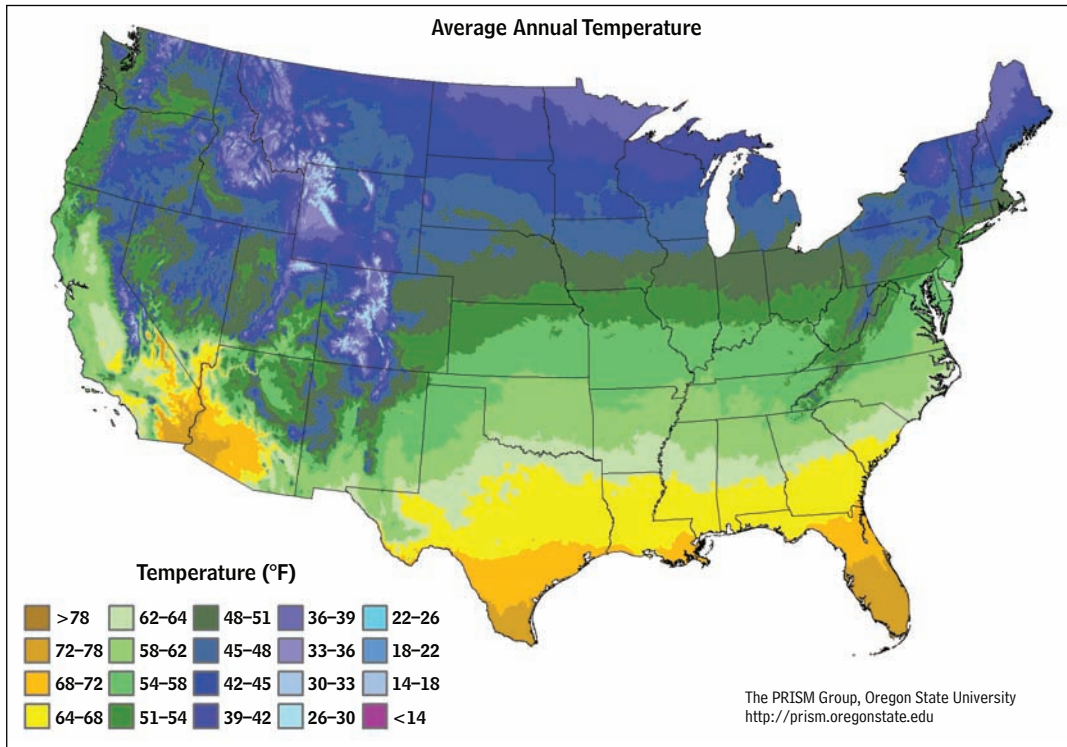 Average Annual Temperature
Temperature (°F)
>78 62–64 48–51 36–39 22–26
72–78 58–62 45–48 33–36 18–22
68–72 54–58 42–45 30–33 14–18
64–68 51–54 39–42 26–30 <14
The PRISM Group, Oregon State University
http://prism.oregonstate.edu